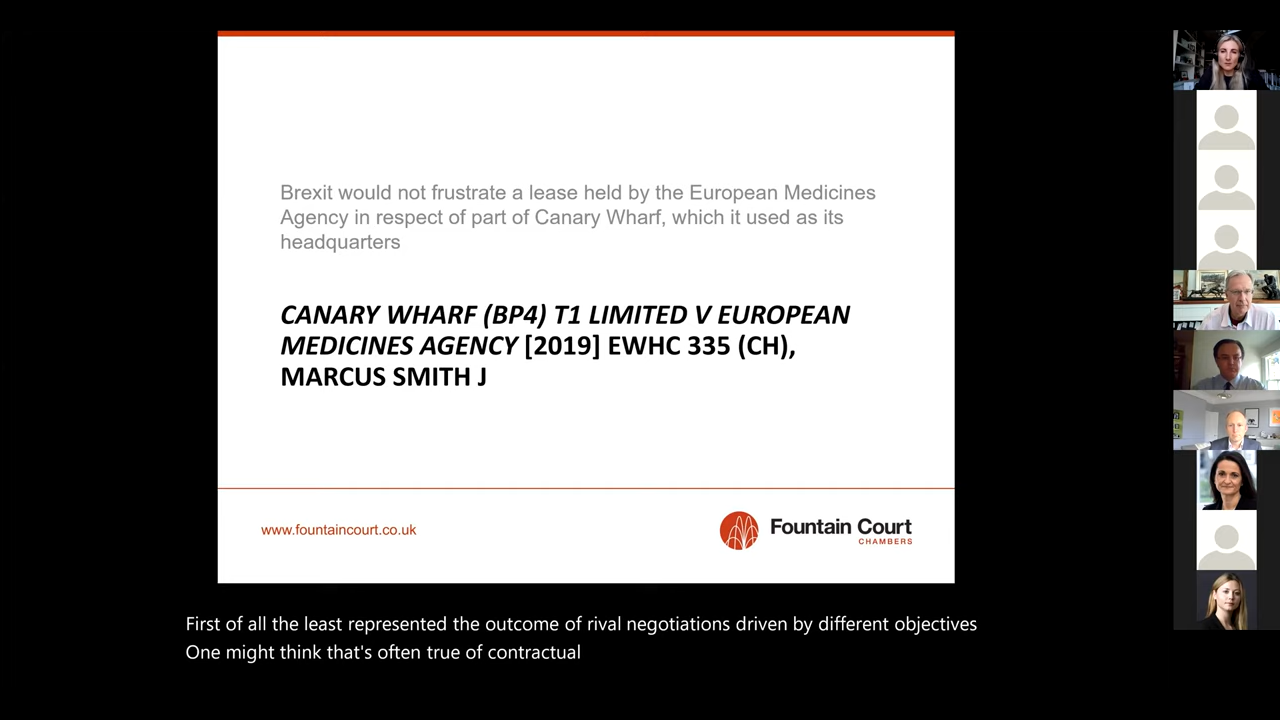 Brexit would not frustrate a lease held by the European Medicines
Agency in respect of part of Canary Wharf, which it used as its
headquarters
CANARY WHARF (BP4) T1 LIMITED V EUROPEAN
MEDICINES AGENCY [2019] EWHC 335 (CH),
MARCUS SMITH J
www.fountaincourt.co.uk
Fountain Court
CHAMBERS
First of all the least represented the outcome of rival negotiations driven by different objectives
One might think that's often true of contractual